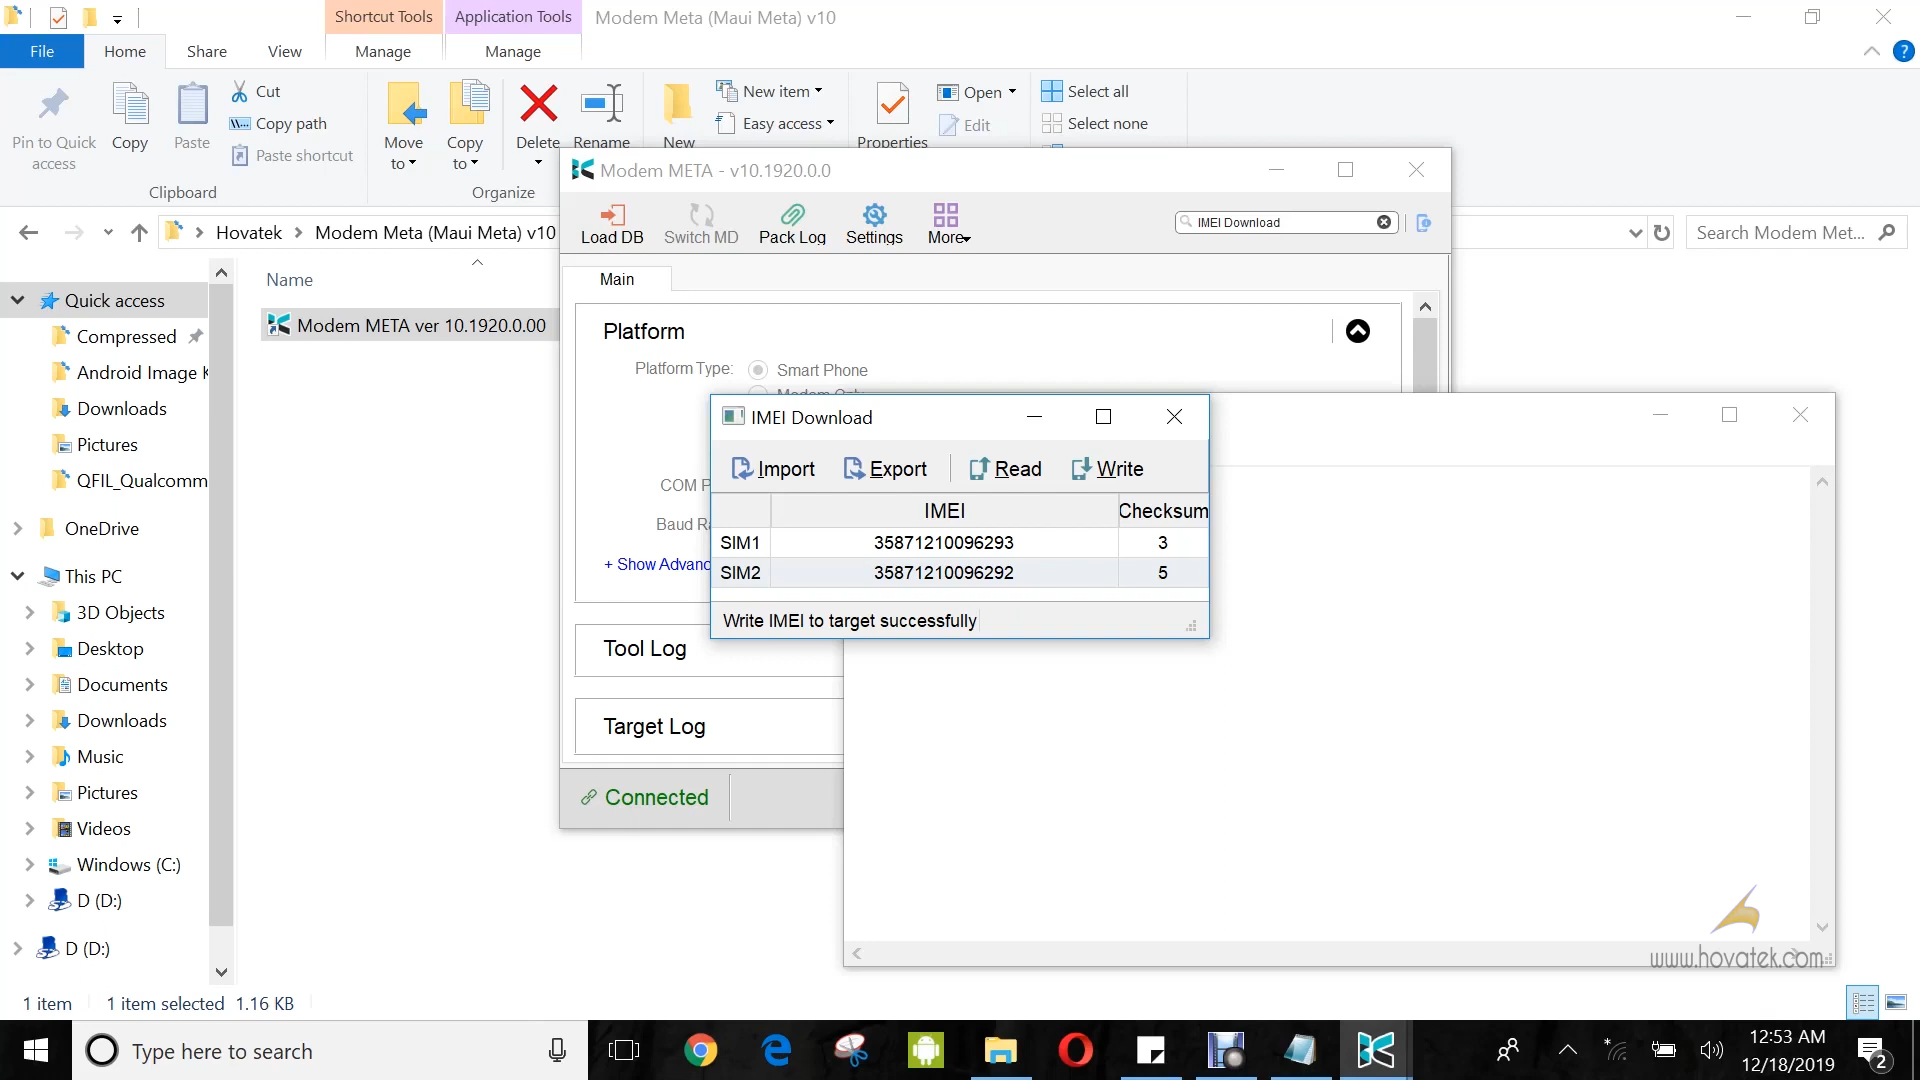 Shortcut Tools
Application Tools
Modem Meta (Maui Meta) v10
File
Home
Share
View
Manage
Manage
?
Pin to Quick access
Copy
Paste
Cut
Copy path
Paste shortcut
Clipboard
Move to
Copy to
Delete
Rename
Organize
New
New item
Easy access
Properties
Open
Edit
Select all
Select none
Hovatek
Modem Meta (Maui Meta) v10
Search Modem Met...
Modem META - v10.1920.0.0
Load DB
Switch MD
Pack Log
Settings
More
IMEI Download
Main
Platform
Platform Type:
Smart Phone
COM P
Baud Ra
+ Show Advanc
Tool Log
Target Log
Connected
IMEI Download
Import
Export
Read
Write
IMEI
Checksum
SIM1
35871210096293
3
SIM2
35871210096292
5
Write IMEI to target successfully
Name
Modem META ver 10.1920.0.00
Quick access
Compressed
Android Image K
Downloads
Pictures
QFIL_Qualcomm
OneDrive
This PC
3D Objects
Desktop
Documents
Downloads
Music
Pictures
Videos
Windows (C:)
D (D:)
D (D:)
1 item
1 item selected 1.16 KB
www.hovatek.com
Type here to search
12:53 AM
12/18/2019
2